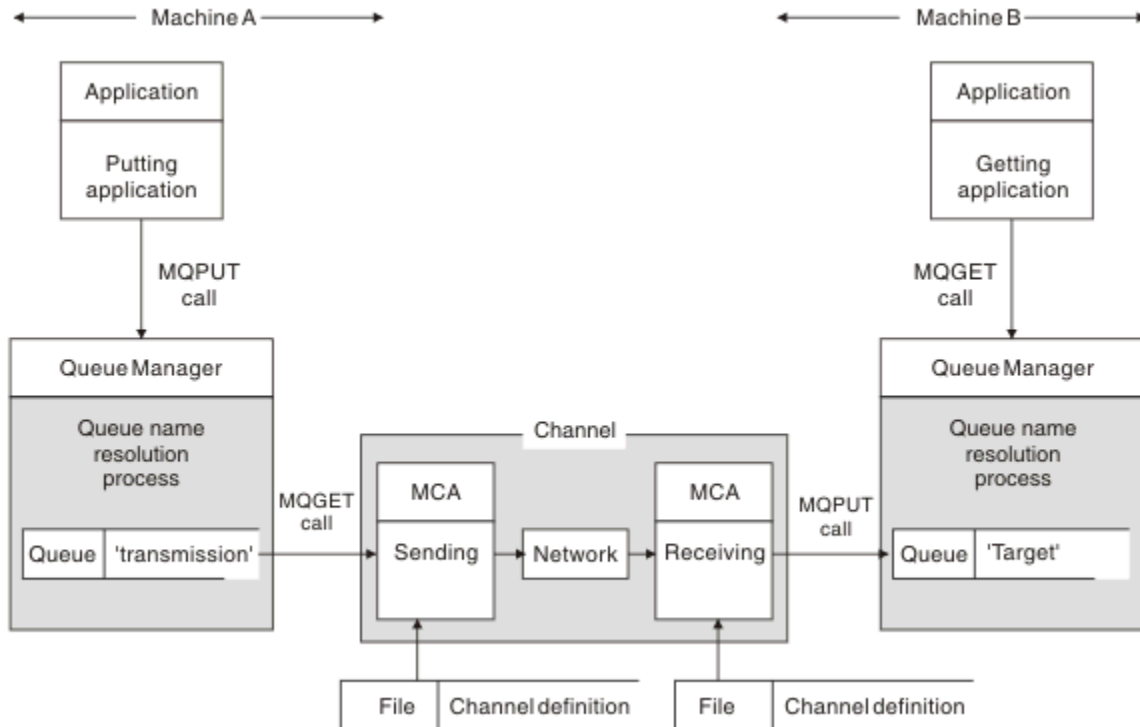 Machine A
Machine B
Application
Putting
application
Application
Getting
application
MQPUT
call
MQGET
call
Queue Manager
Queue name
resolution
process
Queue 'transmission'
MQGET
call
Channel
MCA
Sending
Network
MCA
Receiving
MQPUT
call
Queue Manager
Queue name
resolution
process
Queue 'Target'
File Channel definition
File Channel definition